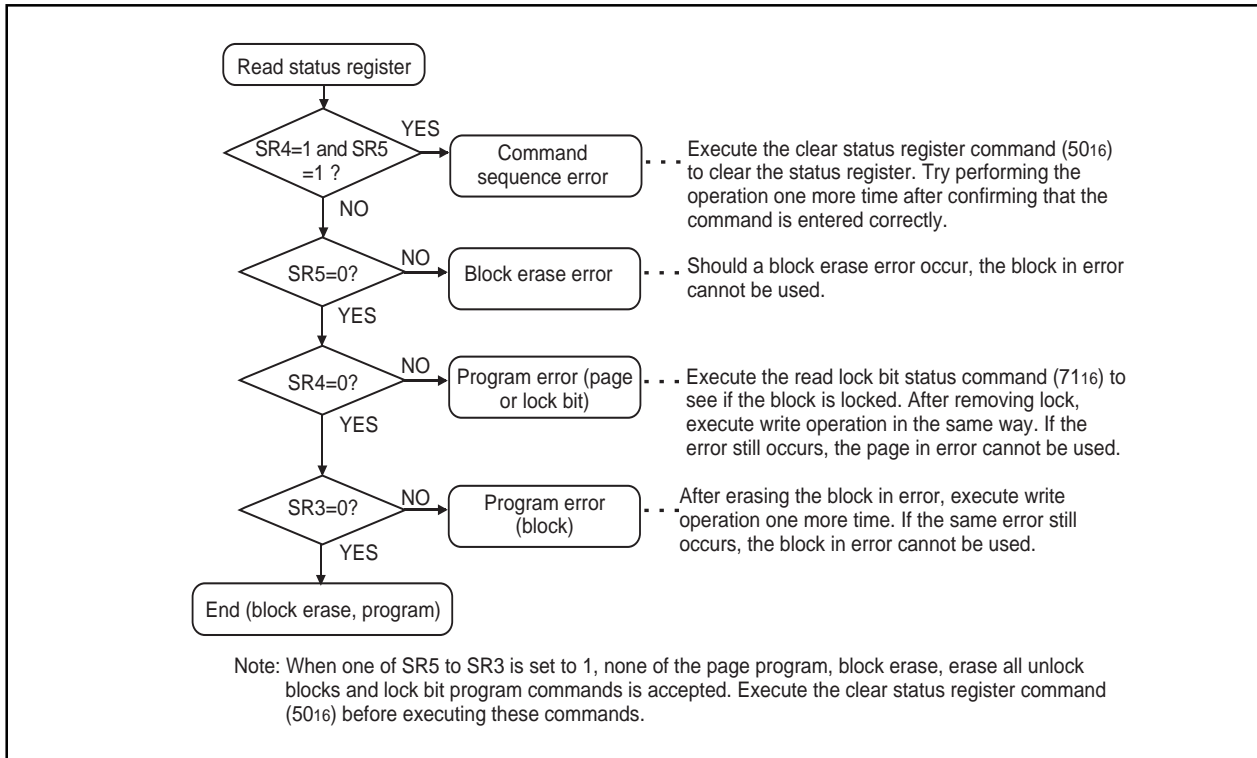 Read status register
YES
SR4=1 and SR5
=1 ?
Command
sequence error
Execute the clear status register command (5016)
to clear the status register. Try performing the
operation one more time after confirming that the
command is entered correctly.
NO
SR5=0?
NO
Block erase error
Should a block erase error occur, the block in error
cannot be used.
YES
SR4=0?
NO
Program error (page
or lock bit)
Execute the read lock bit status command (7116) to
see if the block is locked. After removing lock,
execute write operation in the same way. If the
error still occurs, the page in error cannot be used.
YES
SR3=0?
NO
Program error
(block)
After erasing the block in error, execute write
operation one more time. If the same error still
occurs, the block in error cannot be used.
YES
End (block erase, program)
Note: When one of SR5 to SR3 is set to 1, none of the page program, block erase, erase all unlock
blocks and lock bit program commands is accepted. Execute the clear status register command
(5016) before executing these commands.